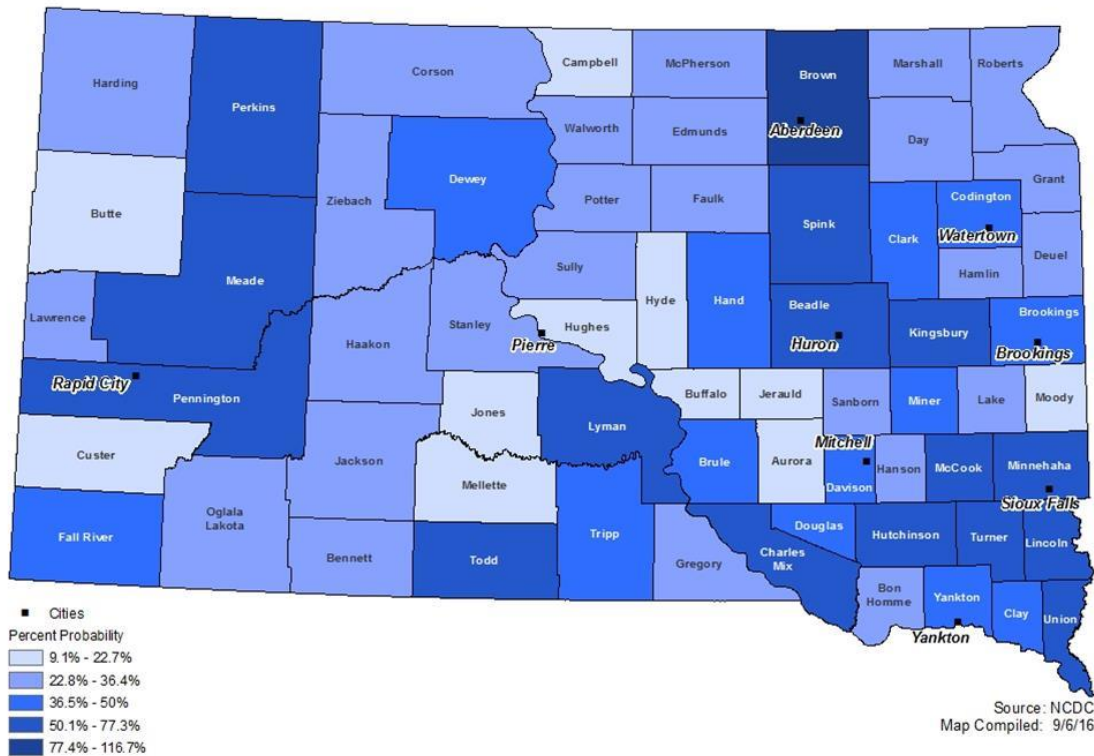 Harding
Perkins
Corson
Campbell
McPherson
Brown
Marshall
Roberts
Aberdeen
Walworth
Edmunds
Day
Dewey
Ziebach
Butte
Potter
Faulk
Spink
Clark
Codington
Watertown
Grant
Deuel
Hamlin
Meade
Sully
Hyde
Hand
Beadle
Huron
Kingsbury
Brookings
Brookings
Lawrence
Haakon
Stanley
Hughes
Pierre
Rapid City
Pennington
Jones
Lyman
Buffalo
Jerauld
Sanborn
Miner
Lake
Moody
Custer
Jackson
Mellette
Brule
Aurora
Mitchell
Davison
Hanson
McCook
Minnehaha
Sioux Falls
Fall River
Oglala
Lakota
Bennett
Todd
Tripp
Gregory
Charles
Mix
Douglas
Hutchinson
Turner
Lincoln
Bon
Homme
Yankton
Clay
Union
Yankton
Cities
Percent Probability
9.1% - 22.7%
22.8% - 36.4%
36.5% - 50%
50.1% - 77.3%
77.4% - 116.7%
Source: NCDC
Map Compiled: 9/6/16